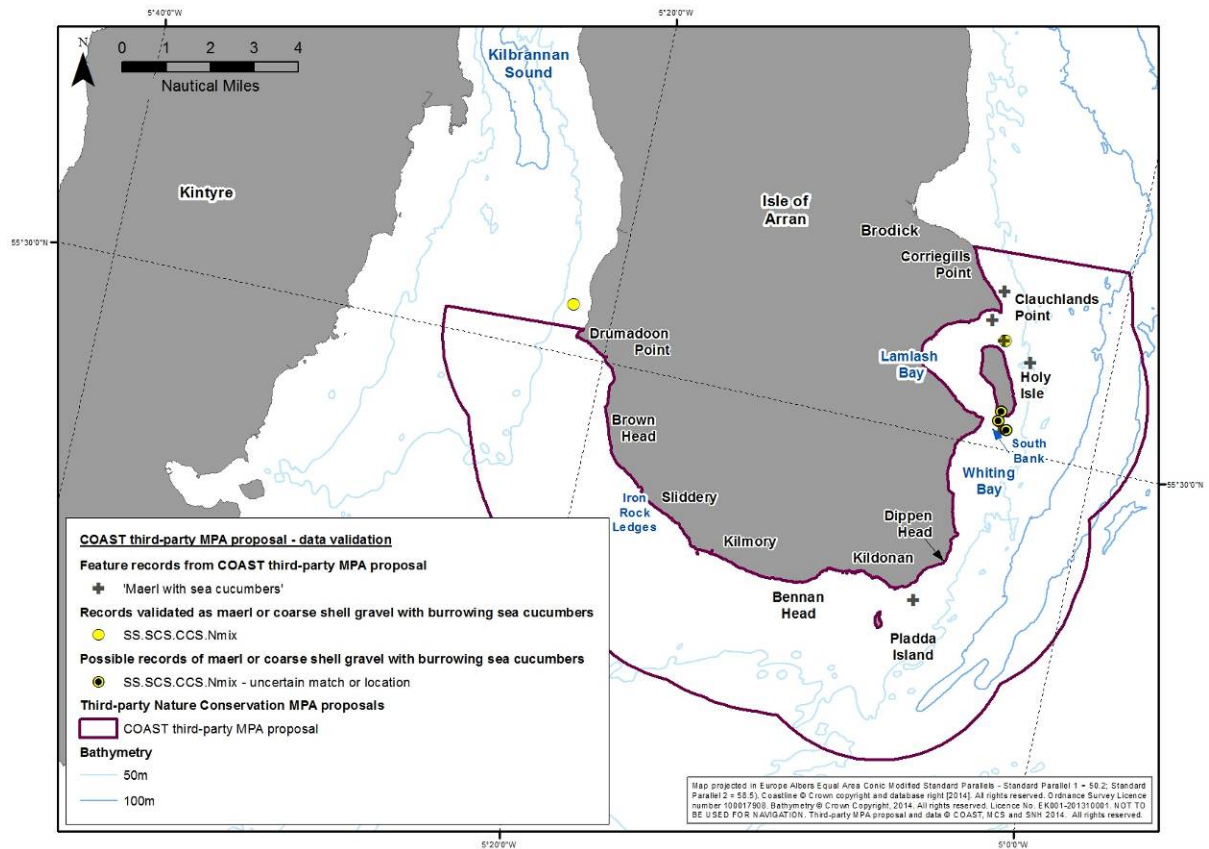 5°40'0"W
5°20'0"W
N
0 1 2 3 4
Nautical Miles
Kilbrannan
Sound
Kintyre
Isle of
Arran
Brodick
Corriegills
Point
55°30'0"N
Clauchlands
Point
Drumadoon
Point
Lamlash
Bay
Holy
Isle
Brown
Head
South
Bank
Whiting
Bay
55°30'0"N
Iron
Rock
Ledges
Sliddery
Dippen
Head
Kilmory
Kildonan
Bennan
Head
Pladda
Island
COAST third-party MPA proposal - data validation
Feature records from COAST third-party MPA proposal
'Maerl with sea cucumbers'
Records validated as maerl or coarse shell gravel with burrowing sea cucumbers
SS.SCS.CCS.Nmix
Possible records of maerl or coarse shell gravel with burrowing sea cucumbers
SS.SCS.CCS.Nmix - uncertain match or location
Third-party Nature Conservation MPA proposals
COAST third-party MPA proposal
Bathymetry
50m
100m
Map projected in Europe Albers Equal Area Conic Modified Standard Parallels - Standard Parallel 1 = 50.2; Standard
Parallel 2 = 58.5). Coastline © Crown copyright and database right [2014]. All rights reserved. Ordnance Survey Licence
number 100017908. Bathymetry © Crown Copyright, 2014. All rights reserved. Licence No. EK001-201310001. NOT TO
BE USED FOR NAVIGATION. Third-party MPA proposal and data © COAST, MCS and SNH 2014. All rights reserved.
5°20'0"W
5°0'0"W